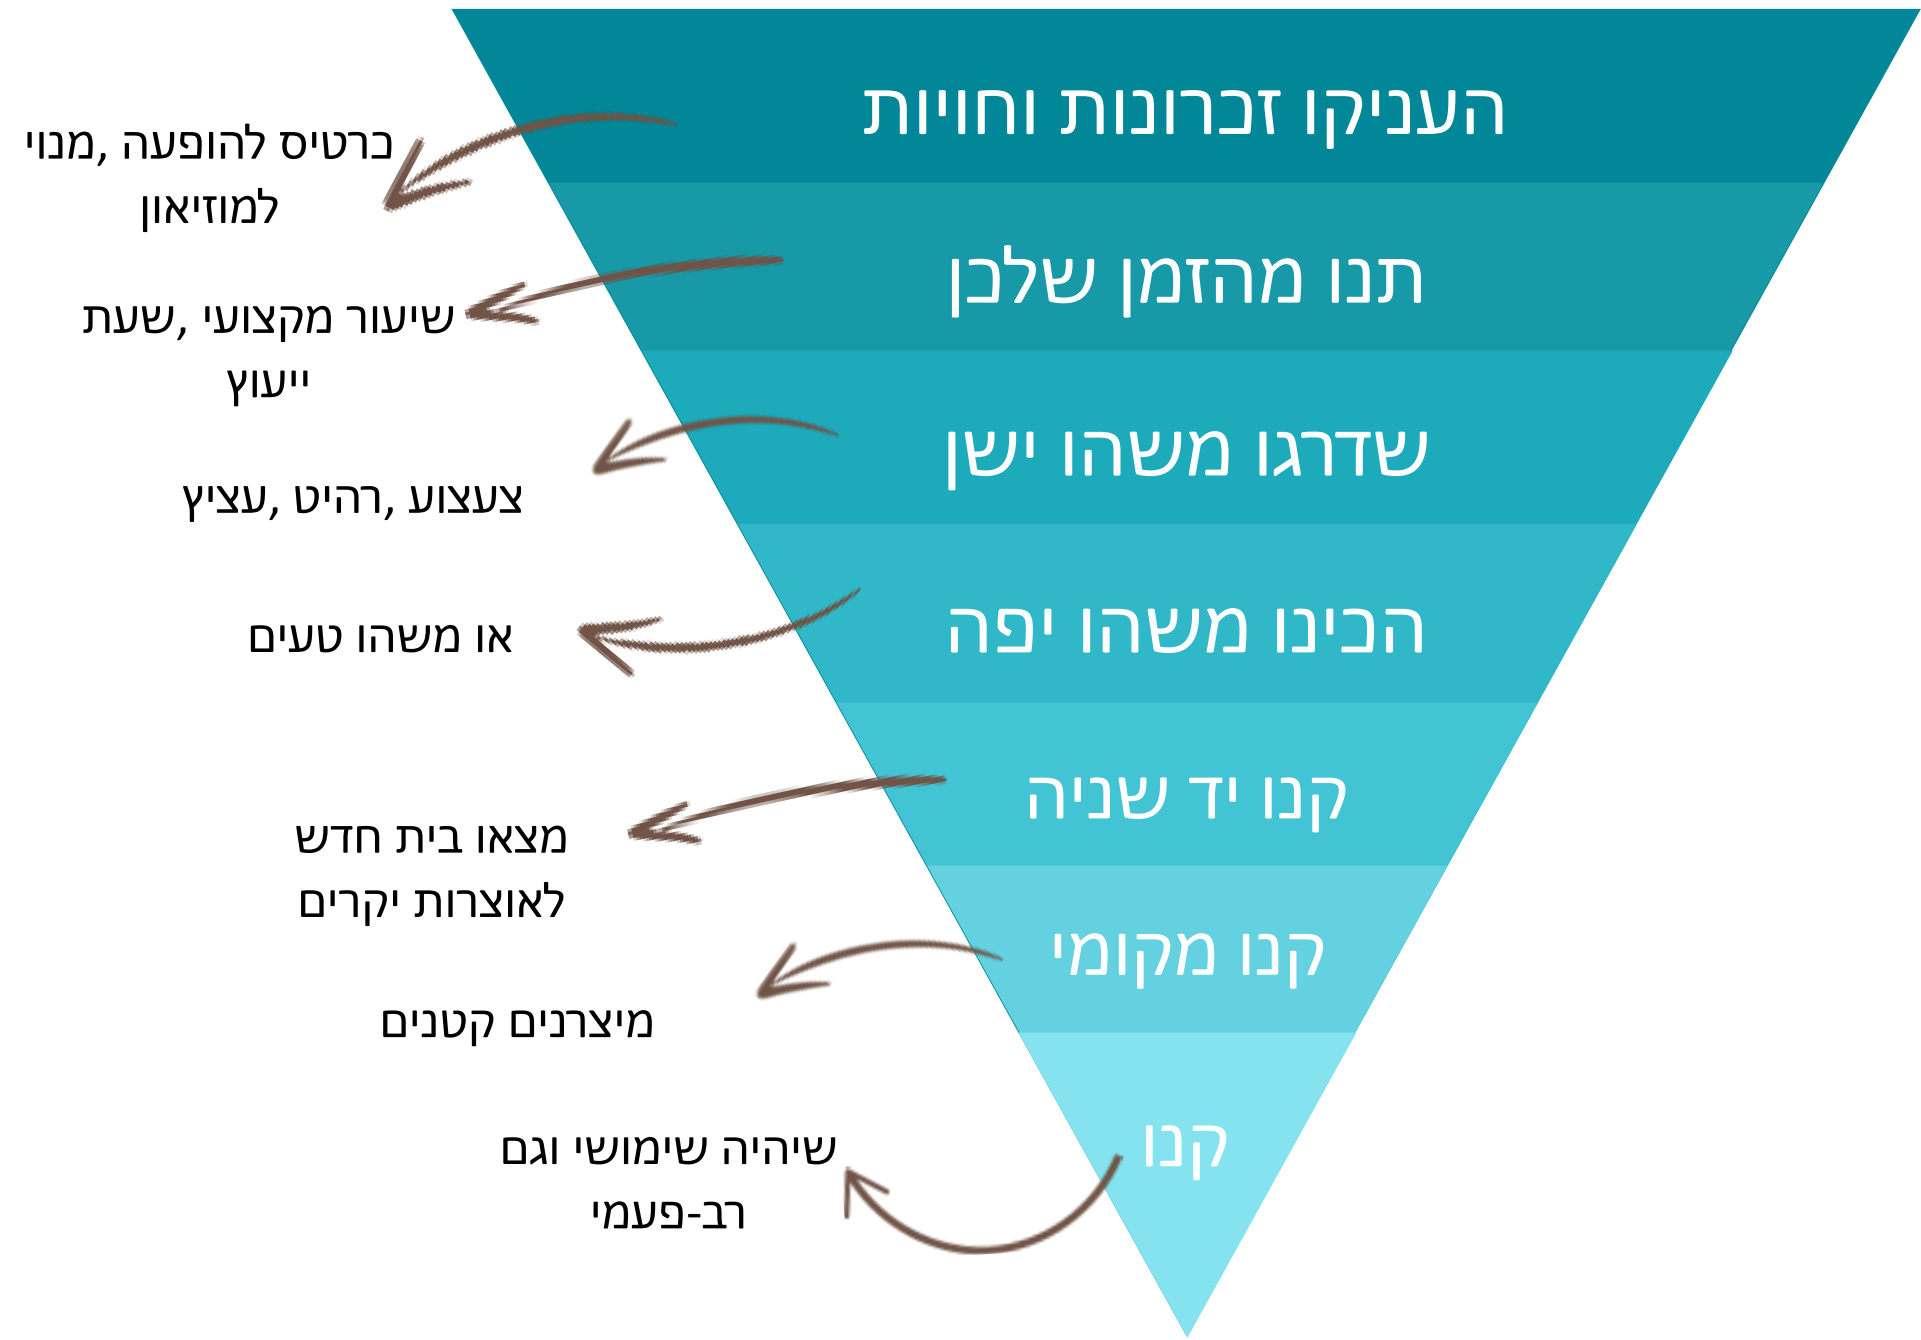 העניקו זכרונות וחויות
כרטיס להופעה ,מנוי
למוזיאון
תנו מהזמן שלכן
שיעור מקצועי ,שעת
ייעוץ
שדרגו משהו ישן
צעצוע ,רהיט ,עציץ
הכינו משהו יפה
או משהו טעים
קנו יד שניה
מצאו בית חדש
לאוצרות יקרים
קנו מקומי
מיצרנים קטנים
קנו
שיהיה שימושי וגם
רב-פעמי